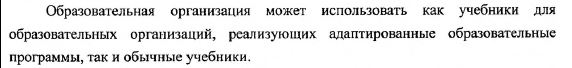 Образовательная организация может использовать как учебники для
образовательных организаций, реализующих адаптированные образовательные
программы, так и обычные учебники.